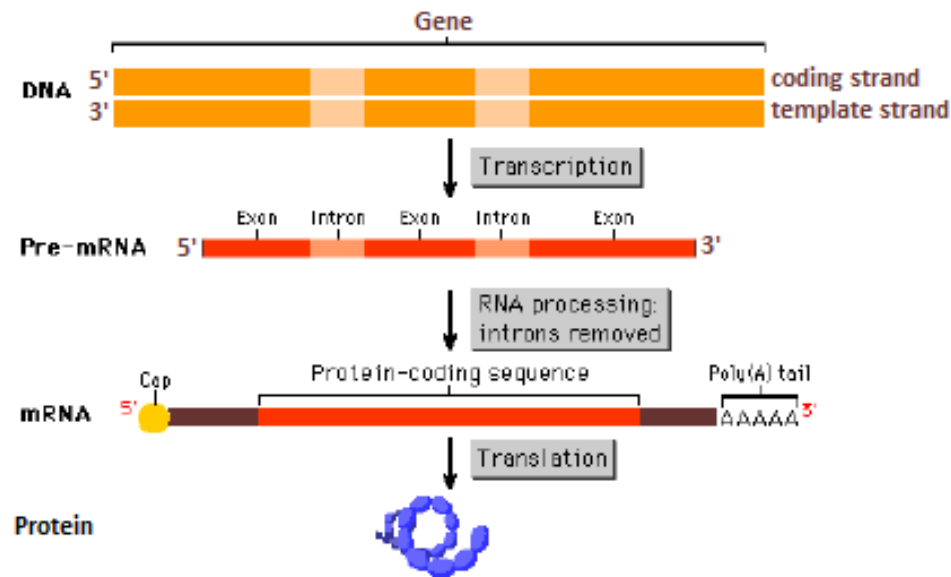 Gene
DNA
5'
coding strand
3'
template strand
Transcription
Exon Intron Exon Intron Exon
Pre-mRNA 5' 3'
RNA processing:
introns removed
Protein-coding sequence
Poly(A) tail
Cap
mRNA 5' AAAAA 3'
Translation
Protein